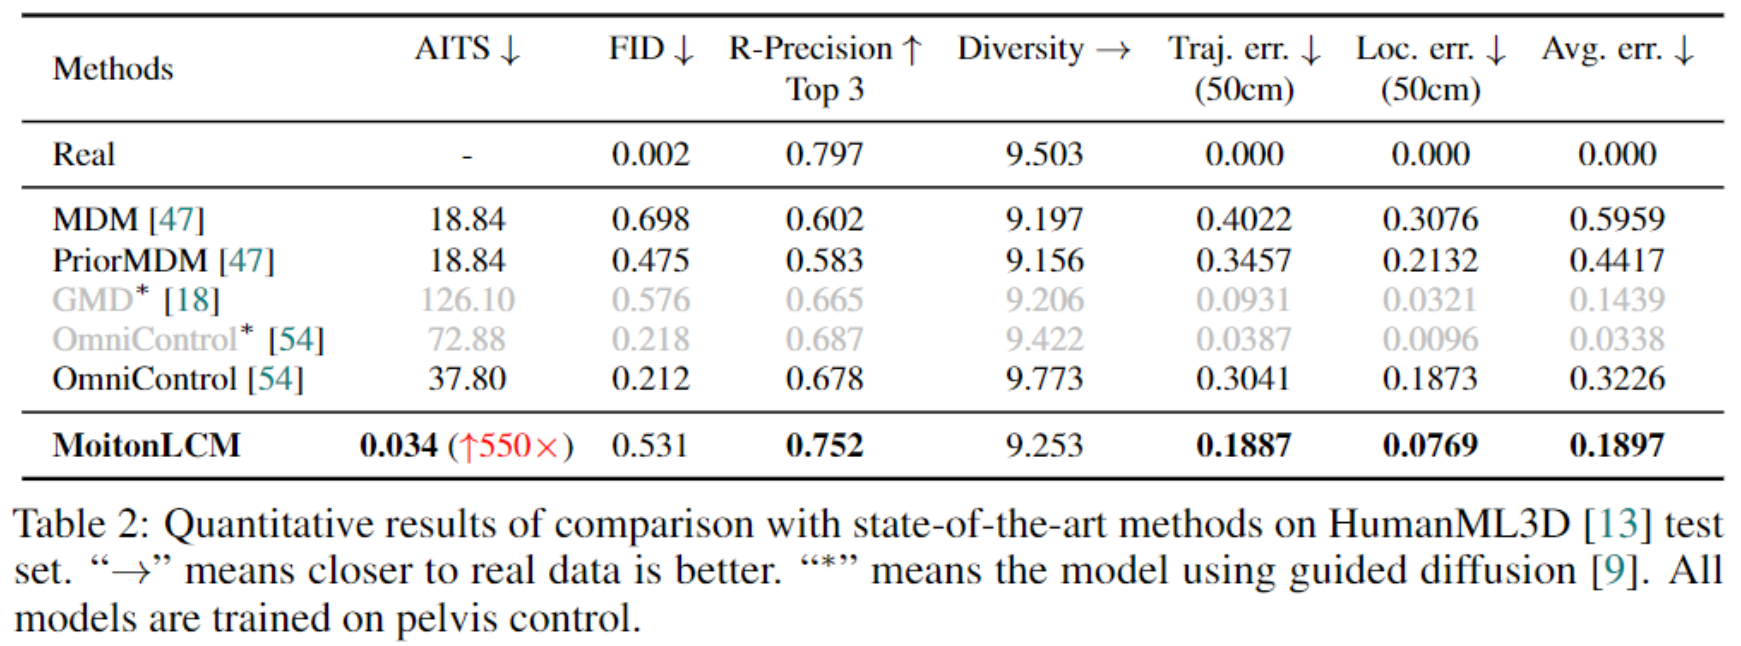 Methods AITS ↓ FID ↓ R-Precision ↑ Diversity → Traj. err. ↓ Loc. err. ↓ Avg. err. ↓
Top 3 (50cm) (50cm)
Real - 0.002 0.797 9.503 0.000 0.000 0.000
MDM [47] 18.84 0.698 0.602 9.197 0.4022 0.3076 0.5959
PriorMDM [47] 18.84 0.475 0.583 9.156 0.3457 0.2132 0.4417
GMD* [18] 126.10 0.576 0.665 9.206 0.0931 0.0321 0.1439
OmniControl* [54] 72.88 0.218 0.687 9.422 0.0387 0.0096 0.0338
OmniControl [54] 37.80 0.212 0.678 9.773 0.3041 0.1873 0.3226
MoitonLCM 0.034 (↑550×) 0.531 0.752 9.253 0.1887 0.0769 0.1897
Table 2: Quantitative results of comparison with state-of-the-art methods on HumanML3D [13] test
set. “→” means closer to real data is better. “*” means the model using guided diffusion [9]. All
models are trained on pelvis control.